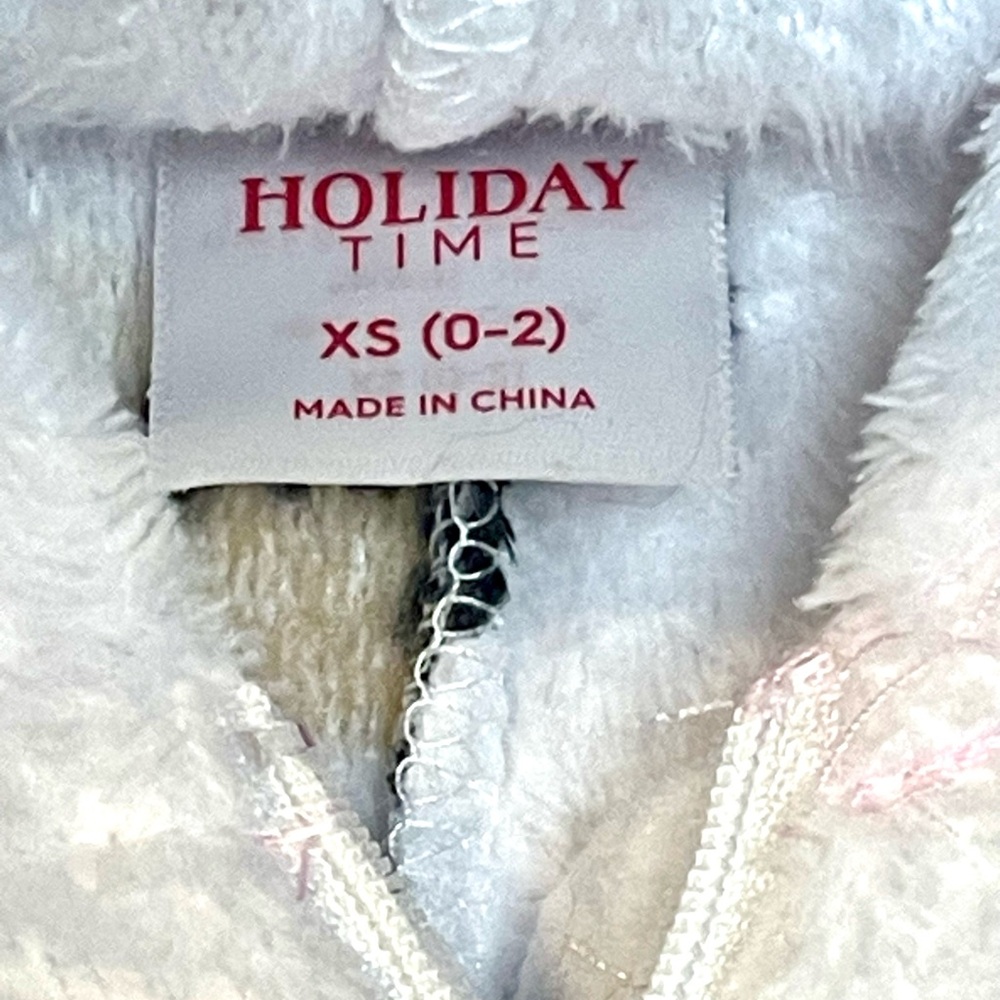 HOLIDAY
TIME
XS (0-2)
MADE IN CHINA